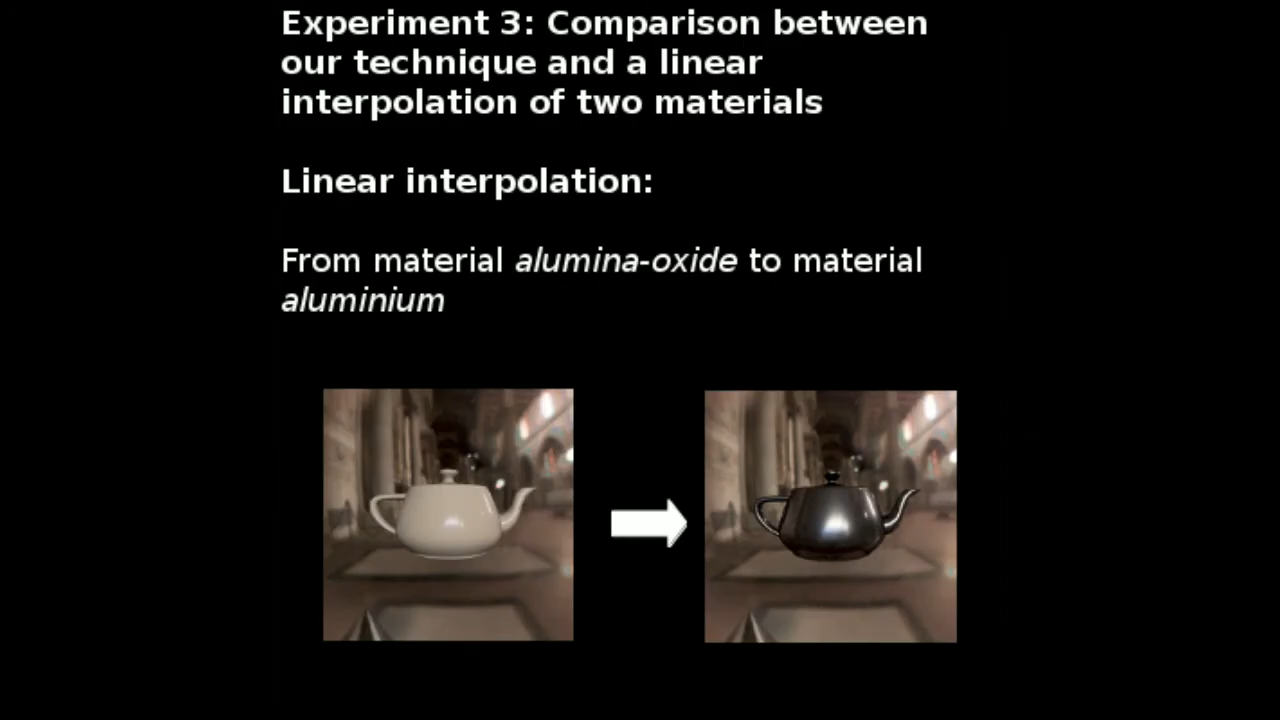 Experiment 3: Comparison between
our technique and a linear
interpolation of two materials
Linear interpolation:
From material alumina-oxide to material
aluminium